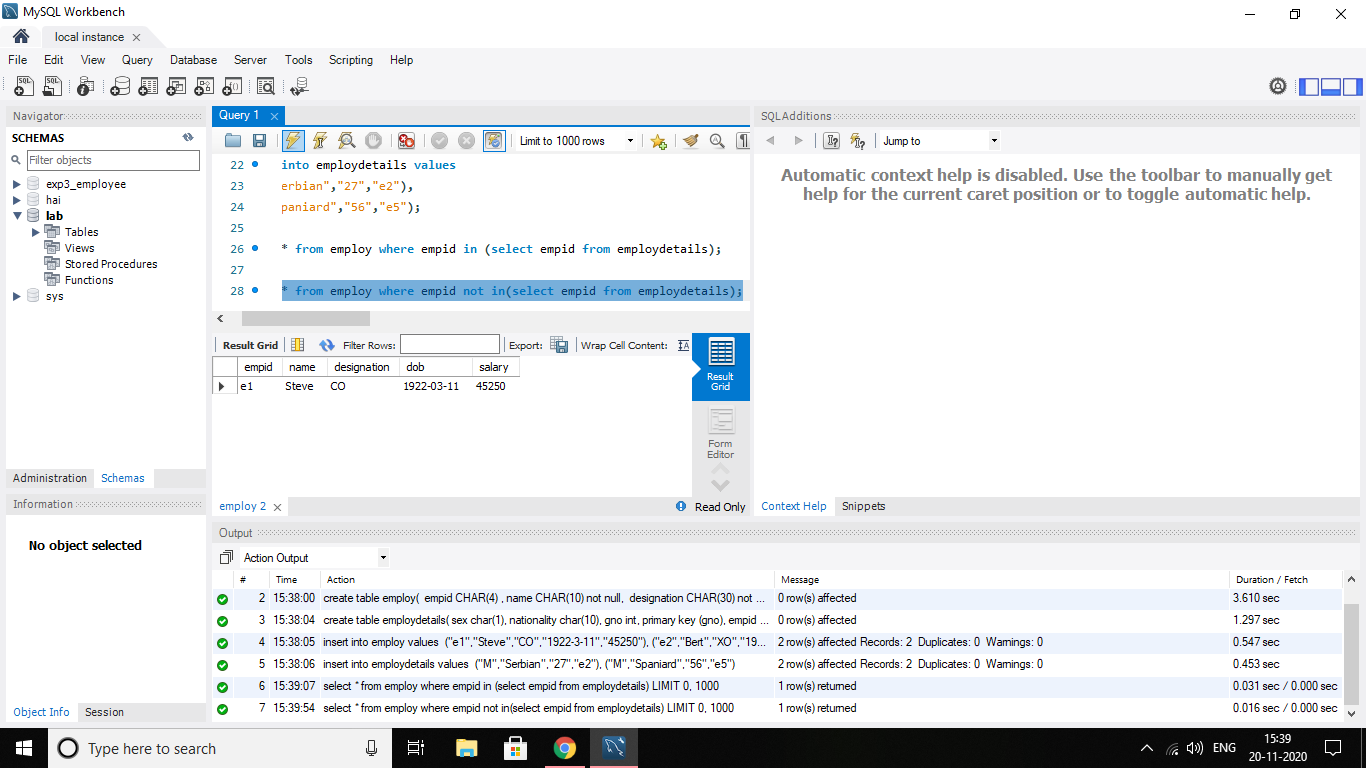 MySQL Workbench
local instance
File Edit View Query Database Server Tools Scripting Help
Navigator
SCHEMAS
Filter objects
exp3_employee
hai
lab
Tables
Views
Stored Procedures
Functions
sys
Administration Schemas
Information
No object selected
Object Info Session
Query 1
Limit to 1000 rows
22 into employdetails values
23 erbian","27","e2"),
24 paniard","56","e5");
25
26 * from employ where empid in (select empid from employdetails);
27
28 * from employ where empid not in(select empid from employdetails);
Result Grid Filter Rows: Export: Wrap Cell Content:
empid name designation dob salary
e1 Steve CO 1922-03-11 45250
Result
Grid
Form
Editor
employ 2
Read Only
SQLAdditions
Jump to
Automatic context help is disabled. Use the toolbar to manually get
help for the current caret position or to toggle automatic help.
Context Help Snippets
Output
Action Output
# Time Action Message Duration / Fetch
2 15:38:00 create table employ( empid CHAR(4) , name CHAR(10) not null, designation CHAR(30) not ... 0 row(s) affected 3.610 sec
3 15:38:04 create table employdetails( sex char(1), nationality char(10), gno int, primary key (gno), empid ... 0 row(s) affected 1.297 sec
4 15:38:05 insert into employ values ("e1","Steve","CO","1922-3-11","45250"), ("e2","Bert","XO","19... 2 row(s) affected Records: 2 Duplicates: 0 Warnings: 0 0.547 sec
5 15:38:06 insert into employdetails values ("M","Serbian","27","e2"), ("M","Spaniard","56","e5") 2 row(s) affected Records: 2 Duplicates: 0 Warnings: 0 0.453 sec
6 15:39:07 select * from employ where empid in (select empid from employdetails) LIMIT 0, 1000 1 row(s) returned 0.031 sec / 0.000 sec
7 15:39:54 select * from employ where empid not in(select empid from employdetails) LIMIT 0, 1000 1 row(s) returned 0.016 sec / 0.000 sec
Type here to search
ENG
15:39
20-11-2020